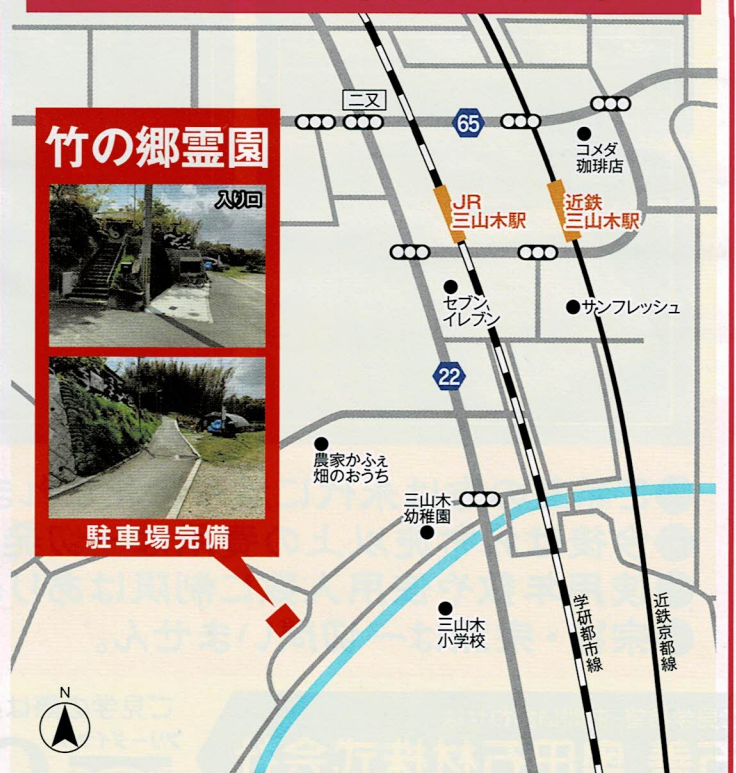 二又
65
コメダ
珈琲店
竹の郷霊園
入り口
JR
三山木駅
近鉄
三山木駅
セブン
イレブン
サンフレッシュ
22
農家かふぇ
畑のおうち
三山木
幼稚園
駐車場完備
三山木
小学校
学研都市線
近鉄京都線
N